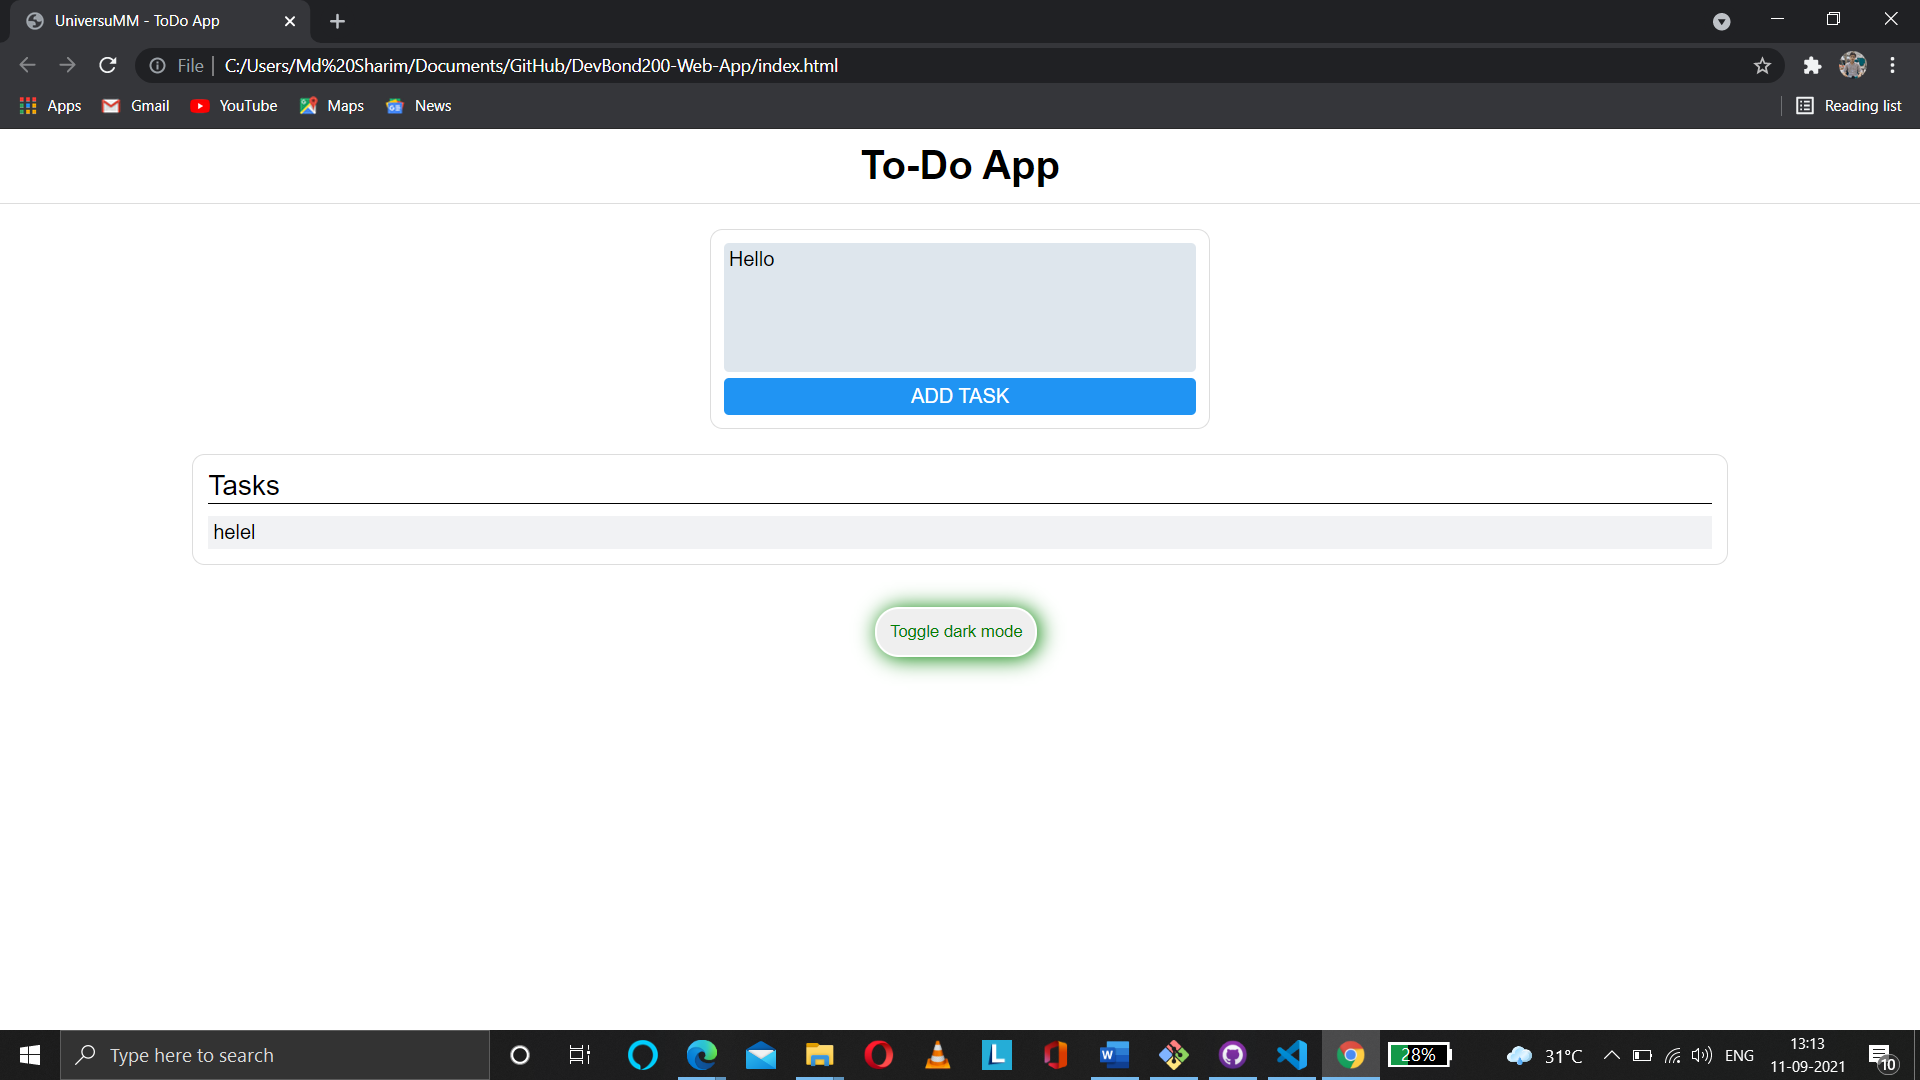 UniversuMM - ToDo App
File | C:/Users/Md%20Sharim/Documents/GitHub/DevBond200-Web-App/index.html
Apps Gmail YouTube Maps News Reading list
To-Do App
Hello
ADD TASK
Tasks
helel
Toggle dark mode
Type here to search
L
W
28%
31°C
ENG
13:13
11-09-2021
10